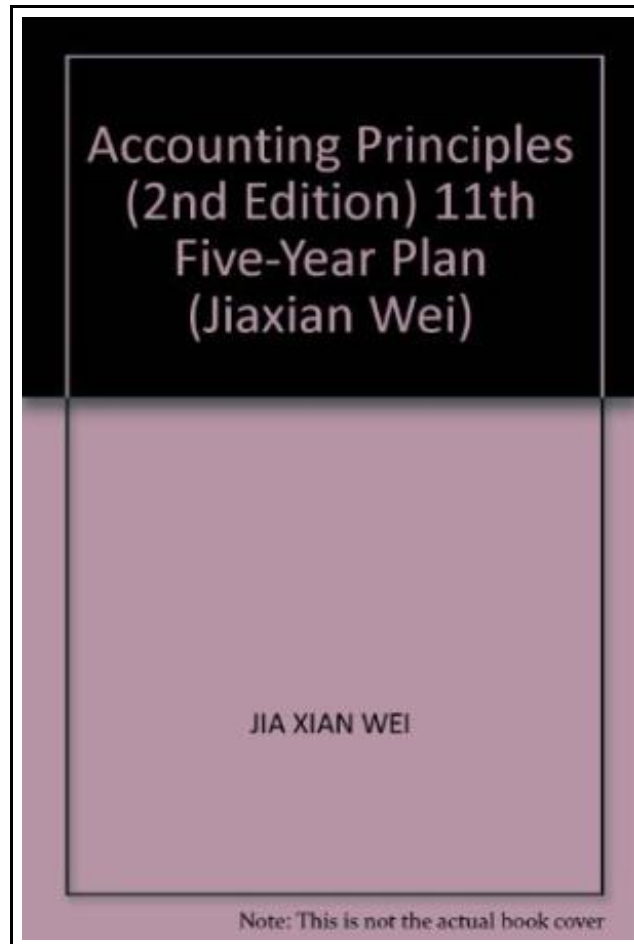 Accounting Principles
(2nd Edition) 11th
Five-Year Plan
(Jiaxian Wei)
JIA XIAN WEI
Note: This is not the actual book cover